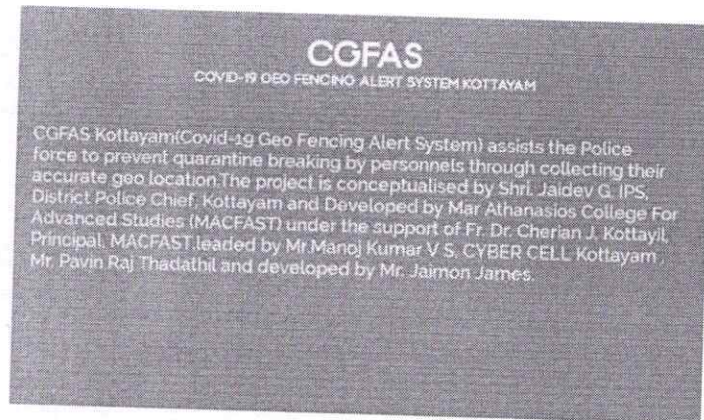 CGFAS
COVID-19 GEO FENCING ALERT SYSTEM KOTTAYAM
CGFAS Kottayam(Covid-19 Geo Fencing Alert System) assists the Police
force to prevent quarantine breaking by personnels through collecting their
accurate geo location.The project is conceptualised by Shri. Jaidev G. IPS,
District Police Chief, Kottayam and Developed by Mar Athanasios College For
Advanced Studies (MACFAST) under the support of Fr. Dr. Cherian J. Kottayil,
Principal, MACFAST,leaded by Mr.Manoj Kumar V S, CYBER CELL Kottayam ,
Mr. Pavin Raj Thadathil and developed by Mr. Jaimon James.